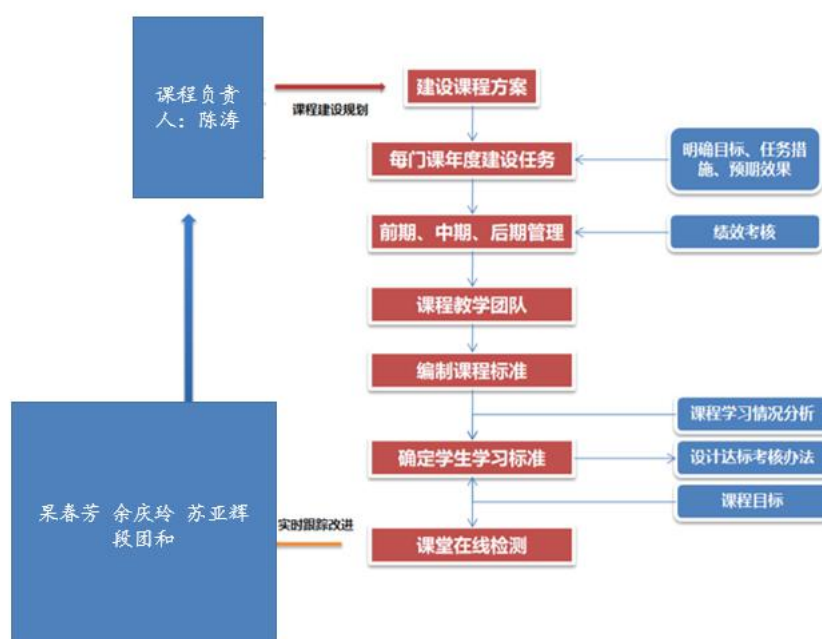 课程负责
人：陈涛
课程建设规划
建设课程方案
每门课年度建设任务
明确目标、任务措
施、预期效果
前期、中期、后期管理
绩效考核
课程教学团队
编制课程标准
课程学习情况分析
确定学生学习标准
设计达标考核办法
课程目标
杲春芳 余庆玲 苏亚辉
段团和
实时跟踪改进
课堂在线检测